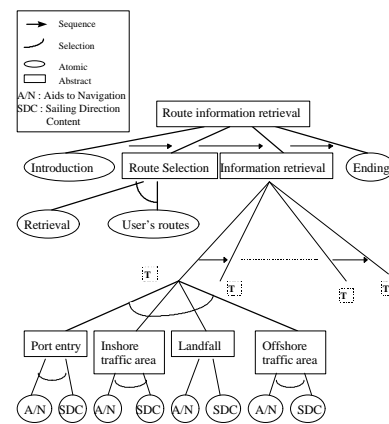 Sequence
Selection
Atomic
Abstract
A/N : Aids to Navigation
SDC : Sailing Direction
Content
Route information retrieval
Introduction
Route Selection
Information retrieval
Ending
Retrieval
User's routes
T
T
T
T
Port entry
Inshore
traffic area
Landfall
Offshore
traffic area
A/N
SDC
A/N
SDC
A/N
SDC
A/N
SDC